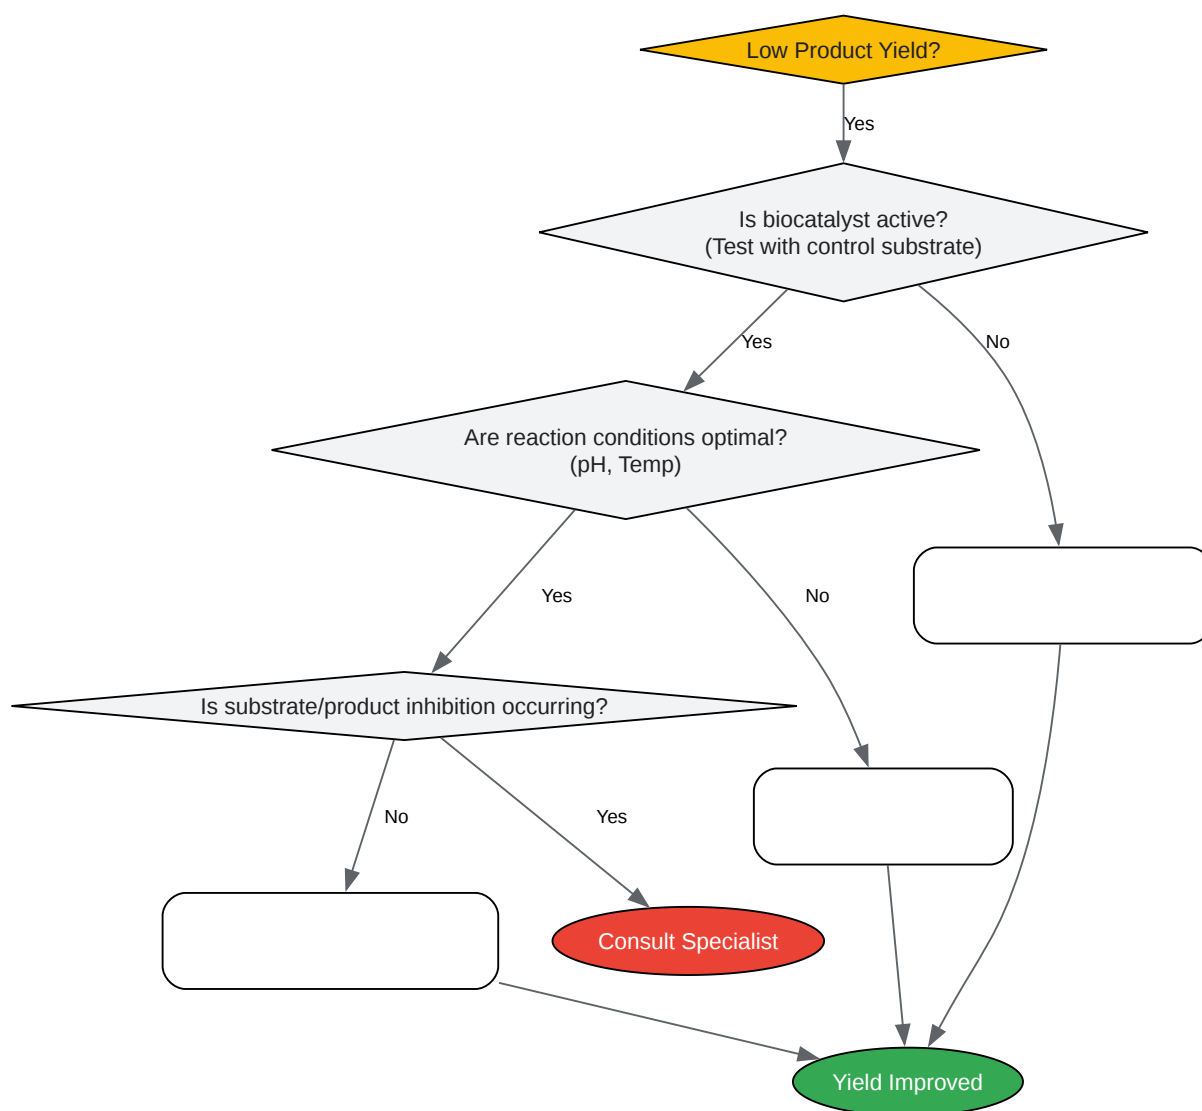 Low Product Yield?
Yes
Is biocatalyst active?
(Test with control substrate)
Yes
No
Are reaction conditions optimal?
(pH, Temp)
Yes
No
Is substrate/product inhibition occurring?
No
Yes
Consult Specialist
Yield Improved